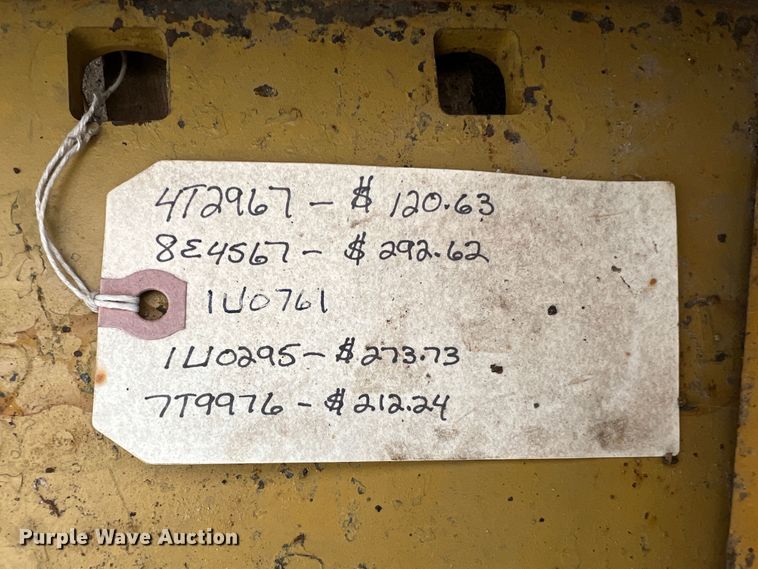 4T2967 - $ 120.63
8E4567 - $ 292.62
1U0761
1U0295 - $273.73
7T9976 - $212.24
Purple Wave Auction